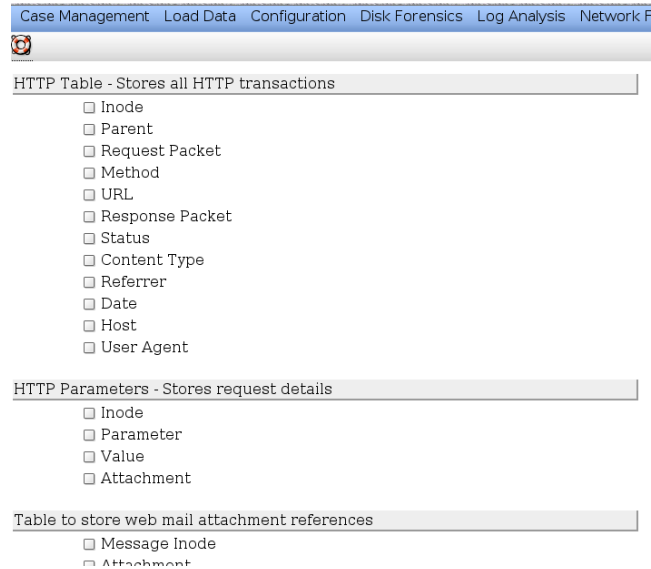 Case Management Load Data Configuration Disk Forensics Log Analysis Network F
HTTP Table - Stores all HTTP transactions
Inode
Parent
Request Packet
Method
URL
Response Packet
Status
Content Type
Referrer
Date
Host
User Agent
HTTP Parameters - Stores request details
Inode
Parameter
Value
Attachment
Table to store web mail attachment references
Message Inode
Attachment